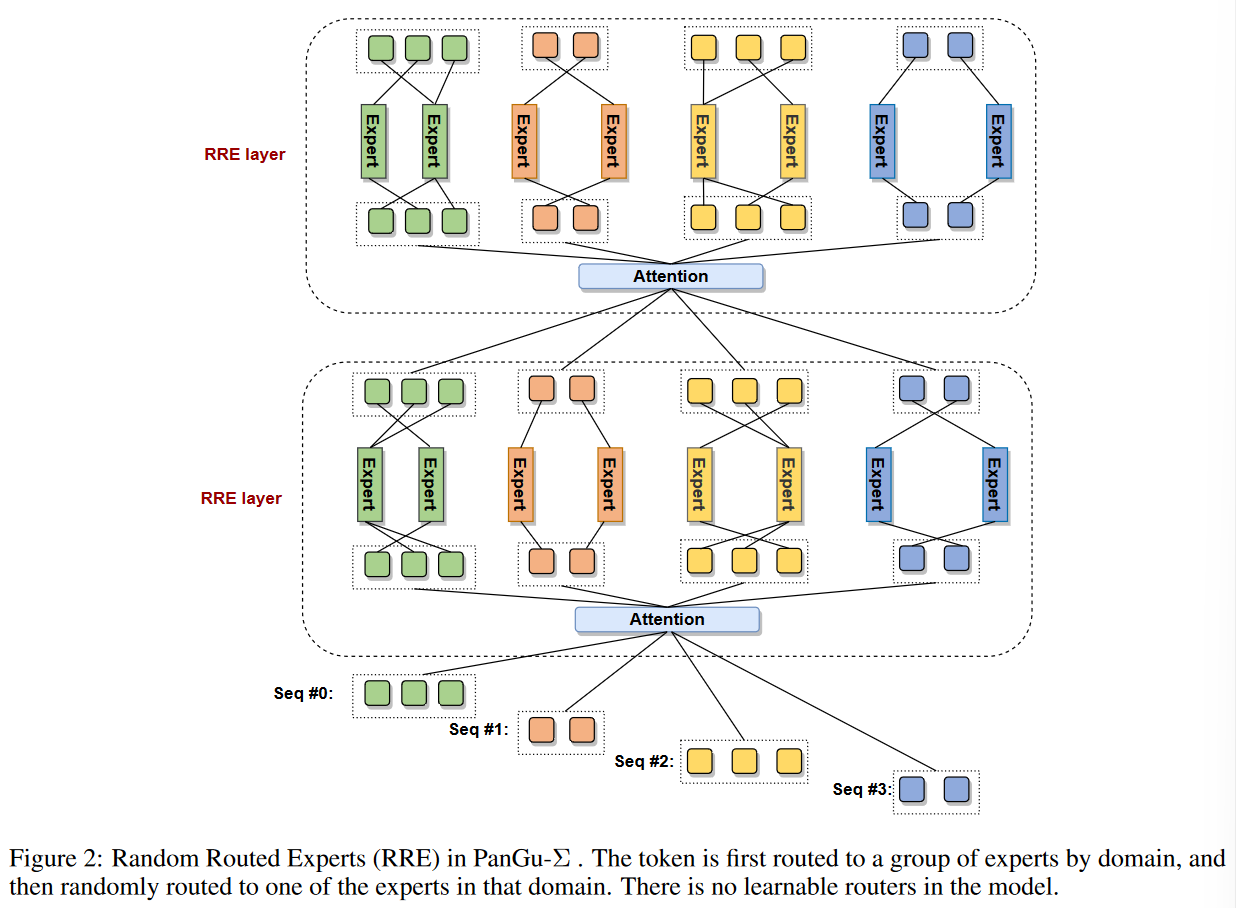 RRE layer
Expert
Expert
Expert
Expert
Expert
Expert
Expert
Expert
Attention
RRE layer
Expert
Expert
Expert
Expert
Expert
Expert
Expert
Expert
Attention
Seq #0:
Seq #1:
Seq #2:
Seq #3:
Figure 2: Random Routed Experts (RRE) in PanGu-Σ . The token is first routed to a group of experts by domain, and
then randomly routed to one of the experts in that domain. There is no learnable routers in the model.